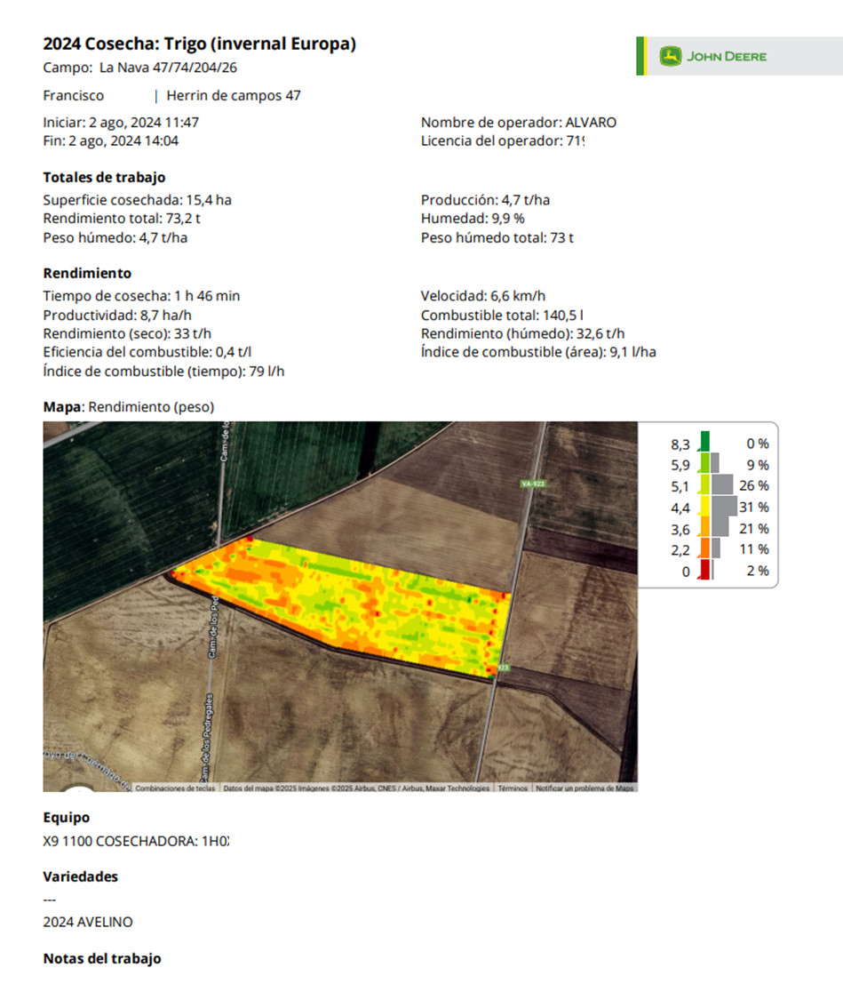 2024 Cosecha: Trigo (invernal Europa)
JOHN DEERE
Campo: La Nava 47/74/204/26
Francisco | Herrin de campos 47
Iniciar: 2 ago, 2024 11:47
Nombre de operador: ALVARO
Fin: 2 ago, 2024 14:04
Licencia del operador: 719
Totales de trabajo
Superficie cosechada: 15,4 ha
Producción: 4,7 t/ha
Rendimiento total: 73,2 t
Humedad: 9,9 %
Peso húmedo: 4,7 t/ha
Peso húmedo total: 73 t
Rendimiento
Tiempo de cosecha: 1 h 46 min
Velocidad: 6,6 km/h
Productividad: 8,7 ha/h
Combustible total: 140,5 l
Rendimiento (seco): 33 t/h
Rendimiento (húmedo): 32,6 t/h
Eficiencia del combustible: 0,4 t/l
Índice de combustible (área): 9,1 l/ha
Índice de combustible (tiempo): 79 l/h
Mapa: Rendimiento (peso)
Cam. de lo
VA-923
8,3 0 %
5,9 9 %
5,1 26 %
4,4 31 %
3,6 21 %
2,2 11 %
0 2 %
Cam. de los Ped
923
Cam. de los Pedregales
Combinaciones de teclas
Datos del mapa ©2025 Imágenes ©2025 Airbus, CNES / Airbus, Maxar Technologies
Términos
Notificar un problema de Maps
Equipo
X9 1100 COSECHADORA: 1H0
Variedades
---
2024 AVELINO
Notas del trabajo